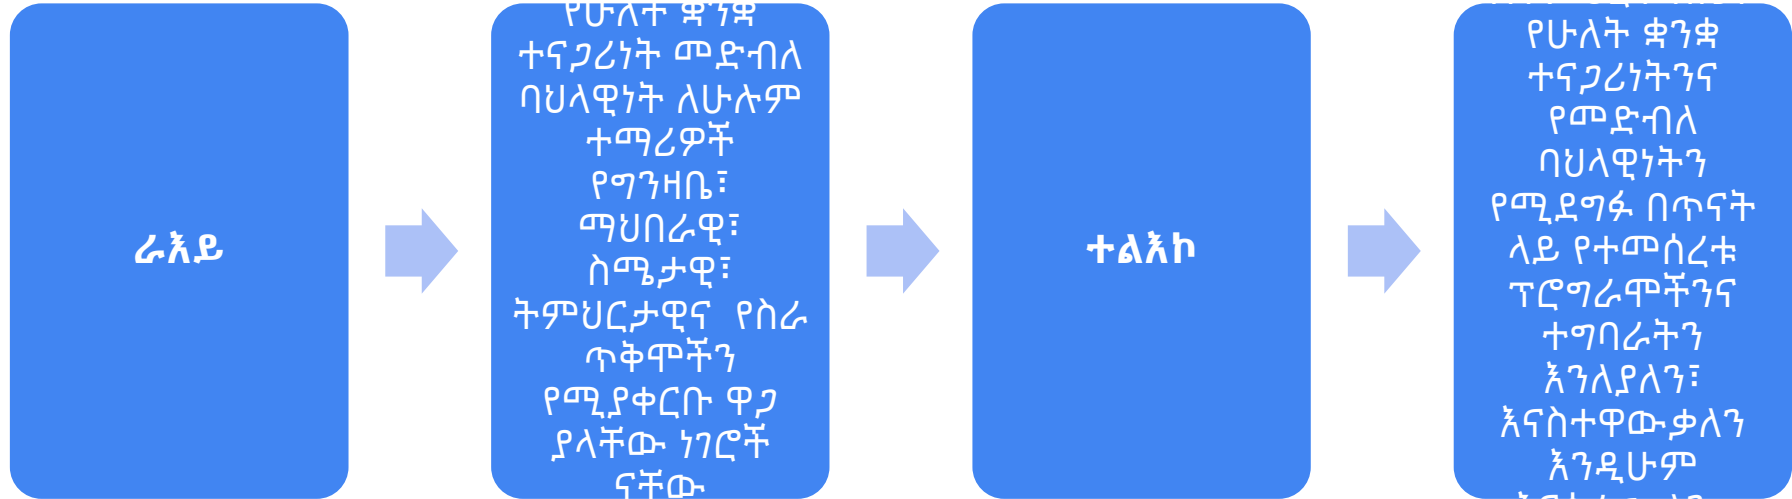 ራእይ
የሁለት ቋንቋ
ተናጋሪነት መድብለ
ባህላዊነት ለሁሉም
ተማሪዎች
የግንዛቤ፣
ማህበራዊ፣
ስሜታዊ፣
ትምህርታዊና የስራ
ጥቅሞችን
የሚያቀርቡ ዋጋ
ያላቸው ነገሮች
ናቸው
ተልእኮ
የሁለት ቋንቋ
ተናጋሪነትንና
የመድብለ
ባህላዊነትን
የሚደግፉ በጥናት
ላይ የተመሰረቱ
ፕሮግራሞችንና
ተግባራትን
እንለያለን፣
እናስተዋውቃለን
እንዲሁም